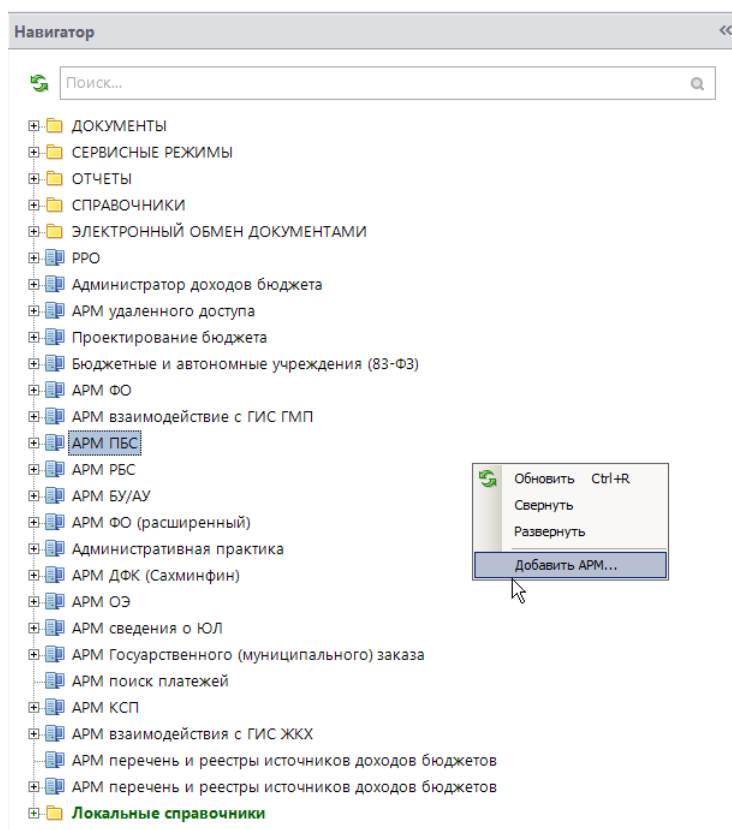 Навигатор
Поиск...
ДОКУМЕНТЫ
СЕРВИСНЫЕ РЕЖИМЫ
ОТЧЕТЫ
СПРАВОЧНИКИ
ЭЛЕКТРОННЫЙ ОБМЕН ДОКУМЕНТАМИ
РРО
Администратор доходов бюджета
АРМ удаленного доступа
Проектирование бюджета
Бюджетные и автономные учреждения (83-ФЗ)
АРМ ФО
АРМ взаимодействие с ГИС ГМП
АРМ ПБС
АРМ РБС
АРМ БУ/АУ
АРМ ФО (расширенный)
Административная практика
АРМ ДФК (Сахминфин)
АРМ ОЭ
АРМ сведения о ЮЛ
АРМ Госуарственного (муниципального) заказа
АРМ поиск платежей
АРМ КСП
АРМ взаимодействия с ГИС ЖКХ
АРМ перечень и реестры источников доходов бюджетов
АРМ перечень и реестры источников доходов бюджетов
Локальные справочники
Обновить Ctrl+R
Свернуть
Развернуть
Добавить АРМ...